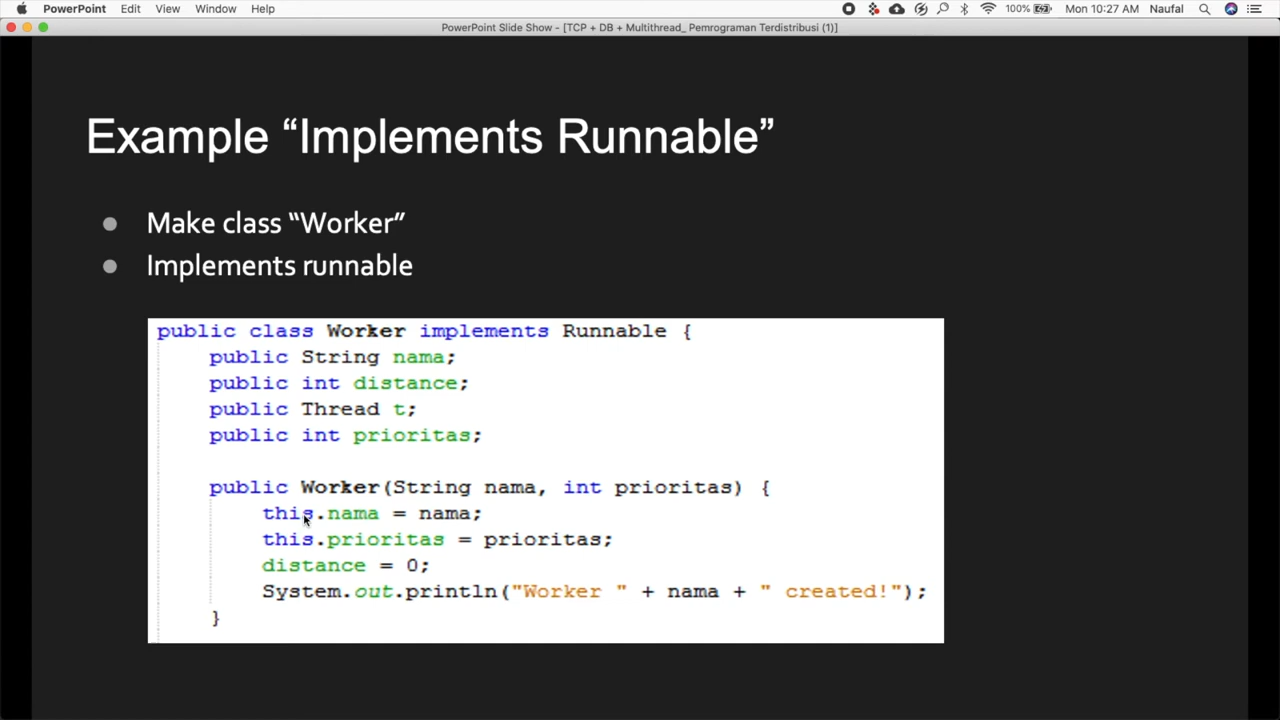 PowerPoint Edit View Window Help 100% Mon 10:27 AM Naufal
PowerPoint Slide Show - [TCP + DB + Multithread_ Pemrograman Terdistribusi (1)]
Example “Implements Runnable”
● Make class “Worker”
● Implements runnable
public class Worker implements Runnable {
public String nama;
public int distance;
public Thread t;
public int prioritas;
public Worker(String nama, int prioritas) {
this.nama = nama;
this.prioritas = prioritas;
distance = 0;
System.out.println("Worker " + nama + " created!");
}